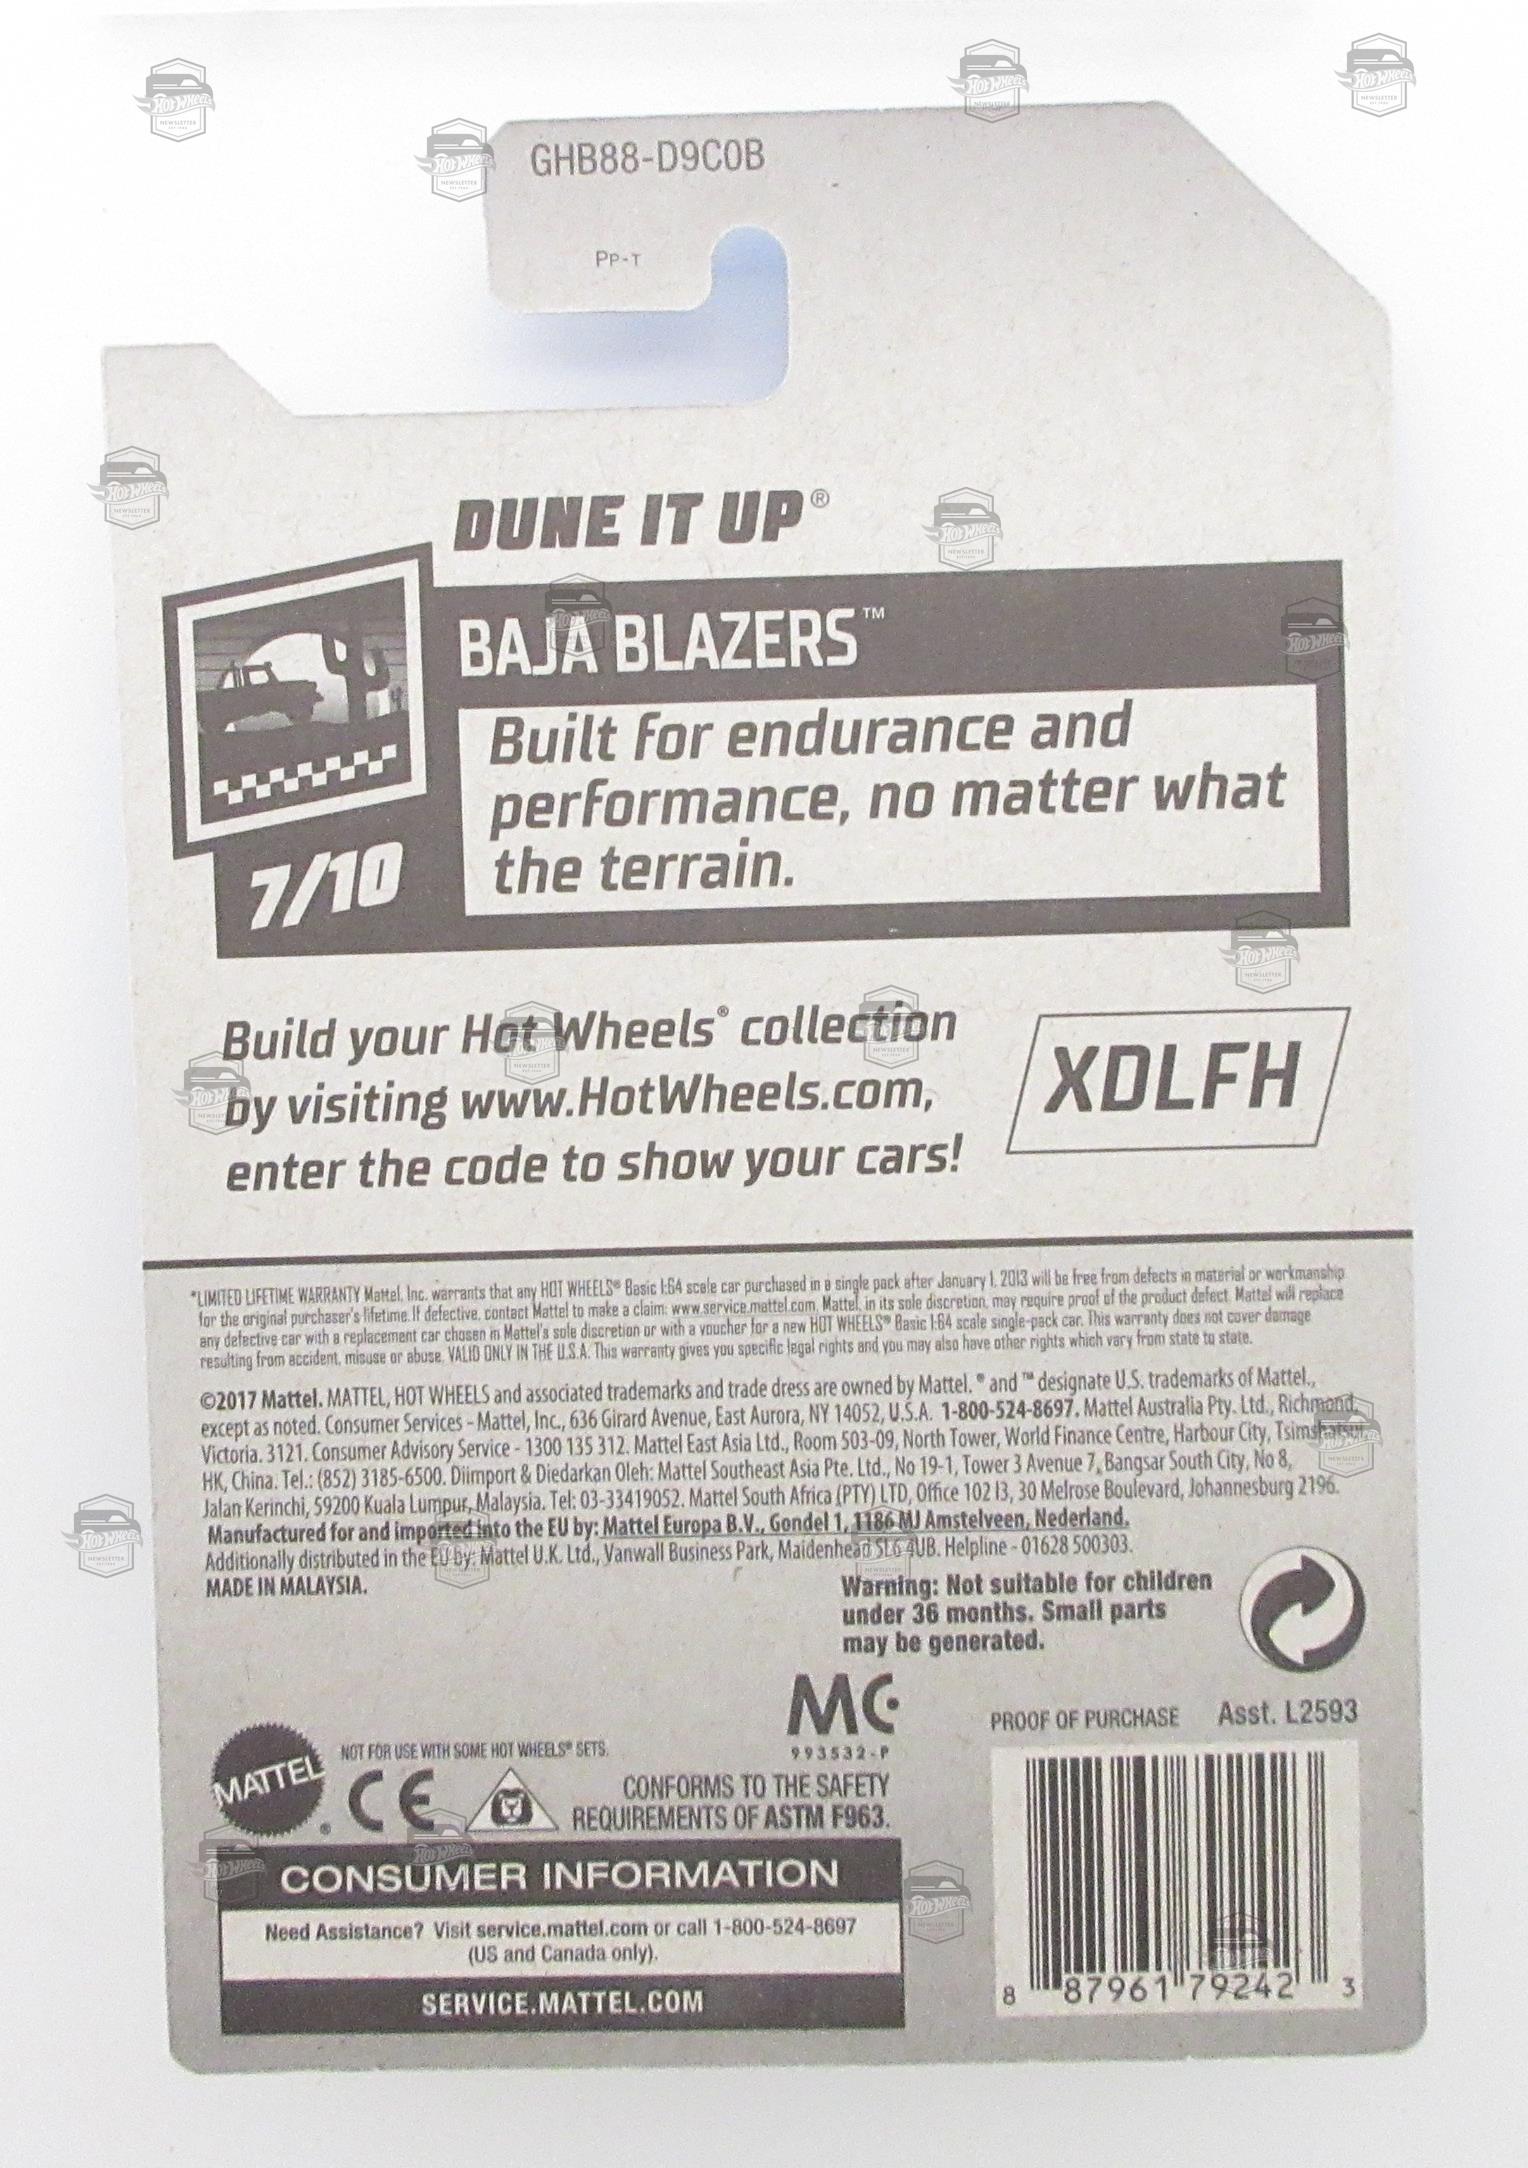 GHB88-D9C0B
PP-T
DUNE IT UP®
BAJA BLAZERS™
Built for endurance and
performance, no matter what
the terrain.
7/10
Build your Hot Wheels® collection
by visiting www.HotWheels.com,
enter the code to show your cars!
XDLFH
*LIMITED LIFETIME WARRANTY Mattel, Inc. warrants that any HOT WHEELS® Basic 1:64 scale car purchased in a single pack after January 1, 2013 will be free from defects in material or workmanship
for the original purchaser's lifetime. If defective, contact Mattel to make a claim: www.service.mattel.com. Mattel, in its sole discretion, may require proof of the product defect. Mattel will replace
any defective car with a replacement car chosen in Mattel's sole discretion or with a voucher for a new HOT WHEELS® Basic 1:64 scale single-pack car. This warranty does not cover damage
resulting from accident, misuse or abuse. VALID ONLY IN THE U.S.A. This warranty gives you specific legal rights and you may also have other rights which vary from state to state.
©2017 Mattel. MATTEL, HOT WHEELS and associated trademarks and trade dress are owned by Mattel. ® and ™ designate U.S. trademarks of Mattel.,
except as noted. Consumer Services - Mattel, Inc., 636 Girard Avenue, East Aurora, NY 14052, U.S.A. 1-800-524-8697. Mattel Australia Pty. Ltd., Richmond,
Victoria. 3121. Consumer Advisory Service - 1300 135 312. Mattel East Asia Ltd., Room 503-09, North Tower, World Finance Centre, Harbour City, Tsimshatsui,
HK, China. Tel.: (852) 3185-6500. Diimport & Diedarkan Oleh: Mattel Southeast Asia Pte. Ltd., No 19-1, Tower 3 Avenue 7, Bangsar South City, No 8,
Jalan Kerinchi, 59200 Kuala Lumpur, Malaysia. Tel: 03-33419052. Mattel South Africa (PTY) LTD, Office 102 I3, 30 Melrose Boulevard, Johannesburg 2196.
Manufactured for and imported into the EU by: Mattel Europa B.V., Gondel 1, 1186 MJ Amstelveen, Nederland.
Additionally distributed in the EU by: Mattel U.K. Ltd., Vanwall Business Park, Maidenhead SL6 4UB. Helpline - 01628 500303.
MADE IN MALAYSIA.
Warning: Not suitable for children
under 36 months. Small parts
may be generated.
MC
993532-P
PROOF OF PURCHASE Asst. L2593
MATTEL®
NOT FOR USE WITH SOME HOT WHEELS® SETS.
CE
CONFORMS TO THE SAFETY
REQUIREMENTS OF ASTM F963.
CONSUMER INFORMATION
Need Assistance? Visit service.mattel.com or call 1-800-524-8697
(US and Canada only).
SERVICE.MATTEL.COM
8 87961 79242 3